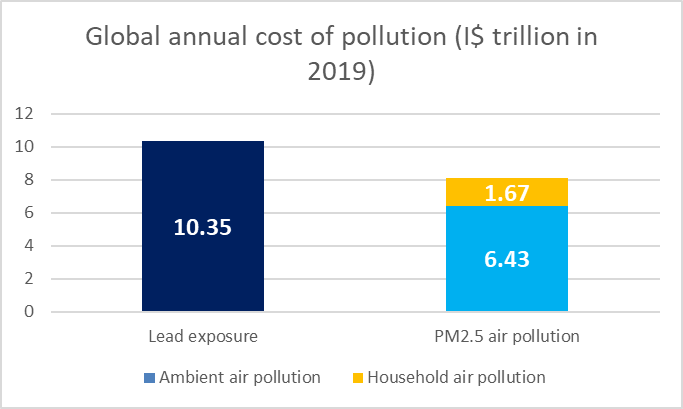 Global annual cost of pollution (I$ trillion in
2019)
12
10
8
6
4
2
0
10.35
1.67
6.43
Lead exposure
PM2.5 air pollution
Ambient air pollution
Household air pollution